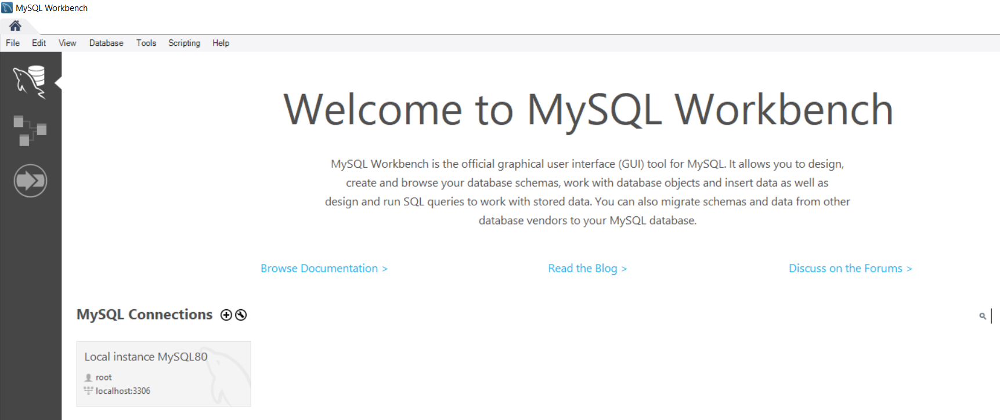 MySQL Workbench
File Edit View Database Tools Scripting Help
Welcome to MySQL Workbench
MySQL Workbench is the official graphical user interface (GUI) tool for MySQL. It allows you to design,
create and browse your database schemas, work with database objects and insert data as well as
design and run SQL queries to work with stored data. You can also migrate schemas and data from other
database vendors to your MySQL database.
Browse Documentation > Read the Blog > Discuss on the Forums >
MySQL Connections
Local instance MySQL80
root
localhost:3306